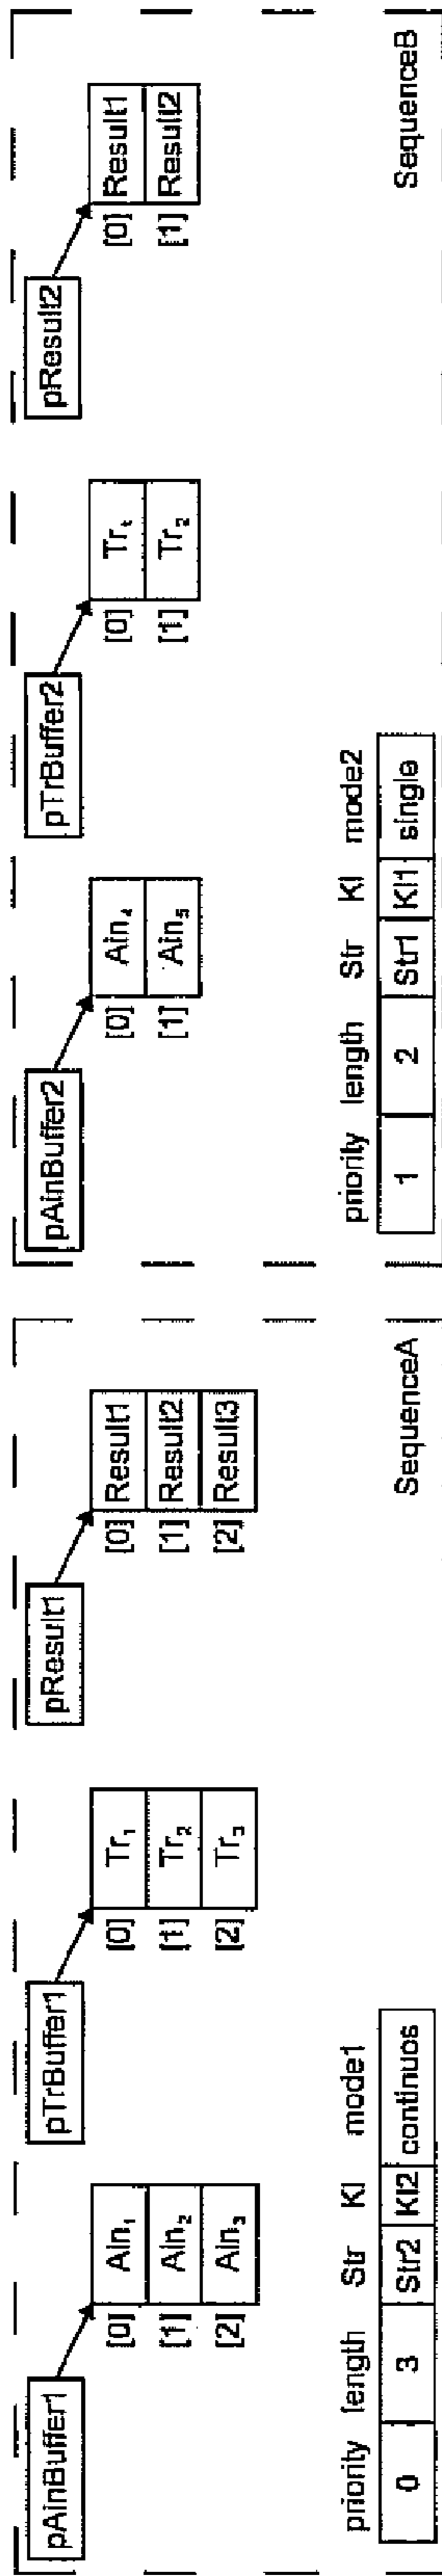 pAinBuffer1
[0] Ain₁
[1] Ain₂
[2] Ain₃
pTrBuffer1
[0] Tr₁
[1] Tr₂
[2] Tr₃
pResult1
[0] Result1
[1] Result2
[2] Result3
priority length Str Kl mode1
0 3 Str2 Kl2 continuos
SequenceA
pAinBuffer2
[0] Ain₄
[1] Ain₅
pTrBuffer2
[0] Tr₁
[1] Tr₂
pResult2
[0] Result1
[1] Result2
priority length Str Kl mode2
1 2 Str1 Kl1 single
SequenceB